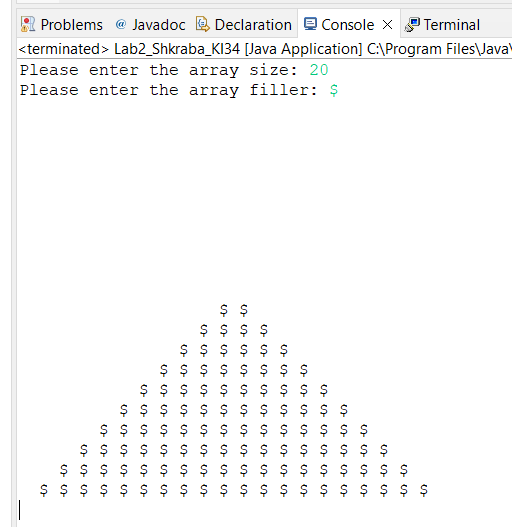 Problems @ Javadoc Declaration Console × Terminal
<terminated> Lab2_Shkraba_KI34 [Java Application] C:\Program Files\Java\
Please enter the array size: 20
Please enter the array filler: $
$ $
$ $ $ $
$ $ $ $ $ $
$ $ $ $ $ $ $ $
$ $ $ $ $ $ $ $ $ $
$ $ $ $ $ $ $ $ $ $ $ $
$ $ $ $ $ $ $ $ $ $ $ $ $ $
$ $ $ $ $ $ $ $ $ $ $ $ $ $ $ $
$ $ $ $ $ $ $ $ $ $ $ $ $ $ $ $ $ $
$ $ $ $ $ $ $ $ $ $ $ $ $ $ $ $ $ $ $ $